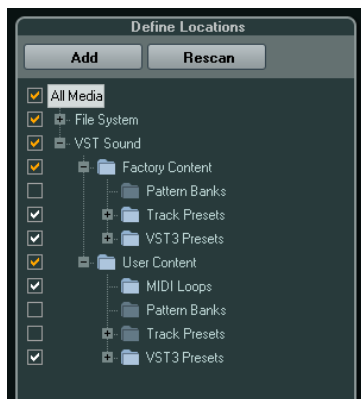 Define Locations
Add Rescan
All Media
File System
VST Sound
Factory Content
Pattern Banks
Track Presets
VST3 Presets
User Content
MIDI Loops
Pattern Banks
Track Presets
VST3 Presets